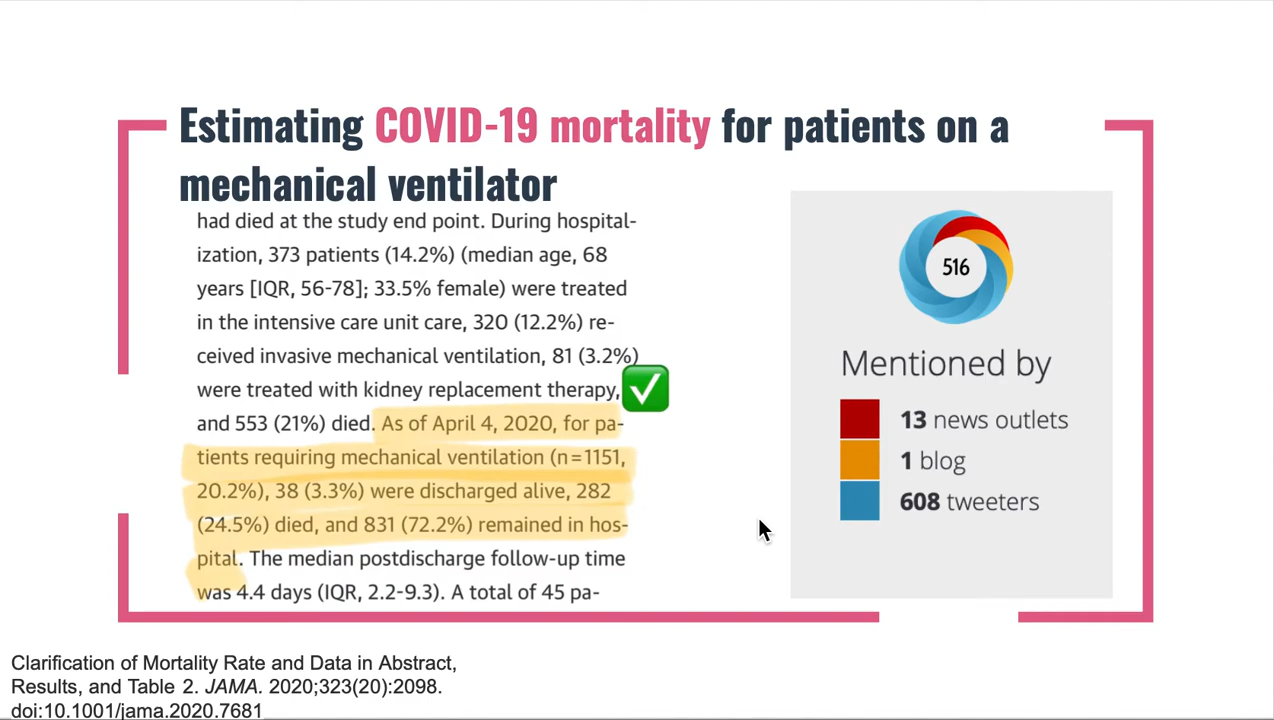 Estimating COVID-19 mortality for patients on a
mechanical ventilator
had died at the study end point. During hospital-
ization, 373 patients (14.2%) (median age, 68
years [IQR, 56-78]; 33.5% female) were treated
in the intensive care unit care, 320 (12.2%) re-
ceived invasive mechanical ventilation, 81 (3.2%)
were treated with kidney replacement therapy,
and 553 (21%) died. As of April 4, 2020, for pa-
tients requiring mechanical ventilation (n=1151,
20.2%), 38 (3.3%) were discharged alive, 282
(24.5%) died, and 831 (72.2%) remained in hos-
pital. The median postdischarge follow-up time
was 4.4 days (IQR, 2.2-9.3). A total of 45 pa-
516
Mentioned by
13 news outlets
1 blog
608 tweeters
Clarification of Mortality Rate and Data in Abstract,
Results, and Table 2. JAMA. 2020;323(20):2098.
doi:10.1001/jama.2020.7681